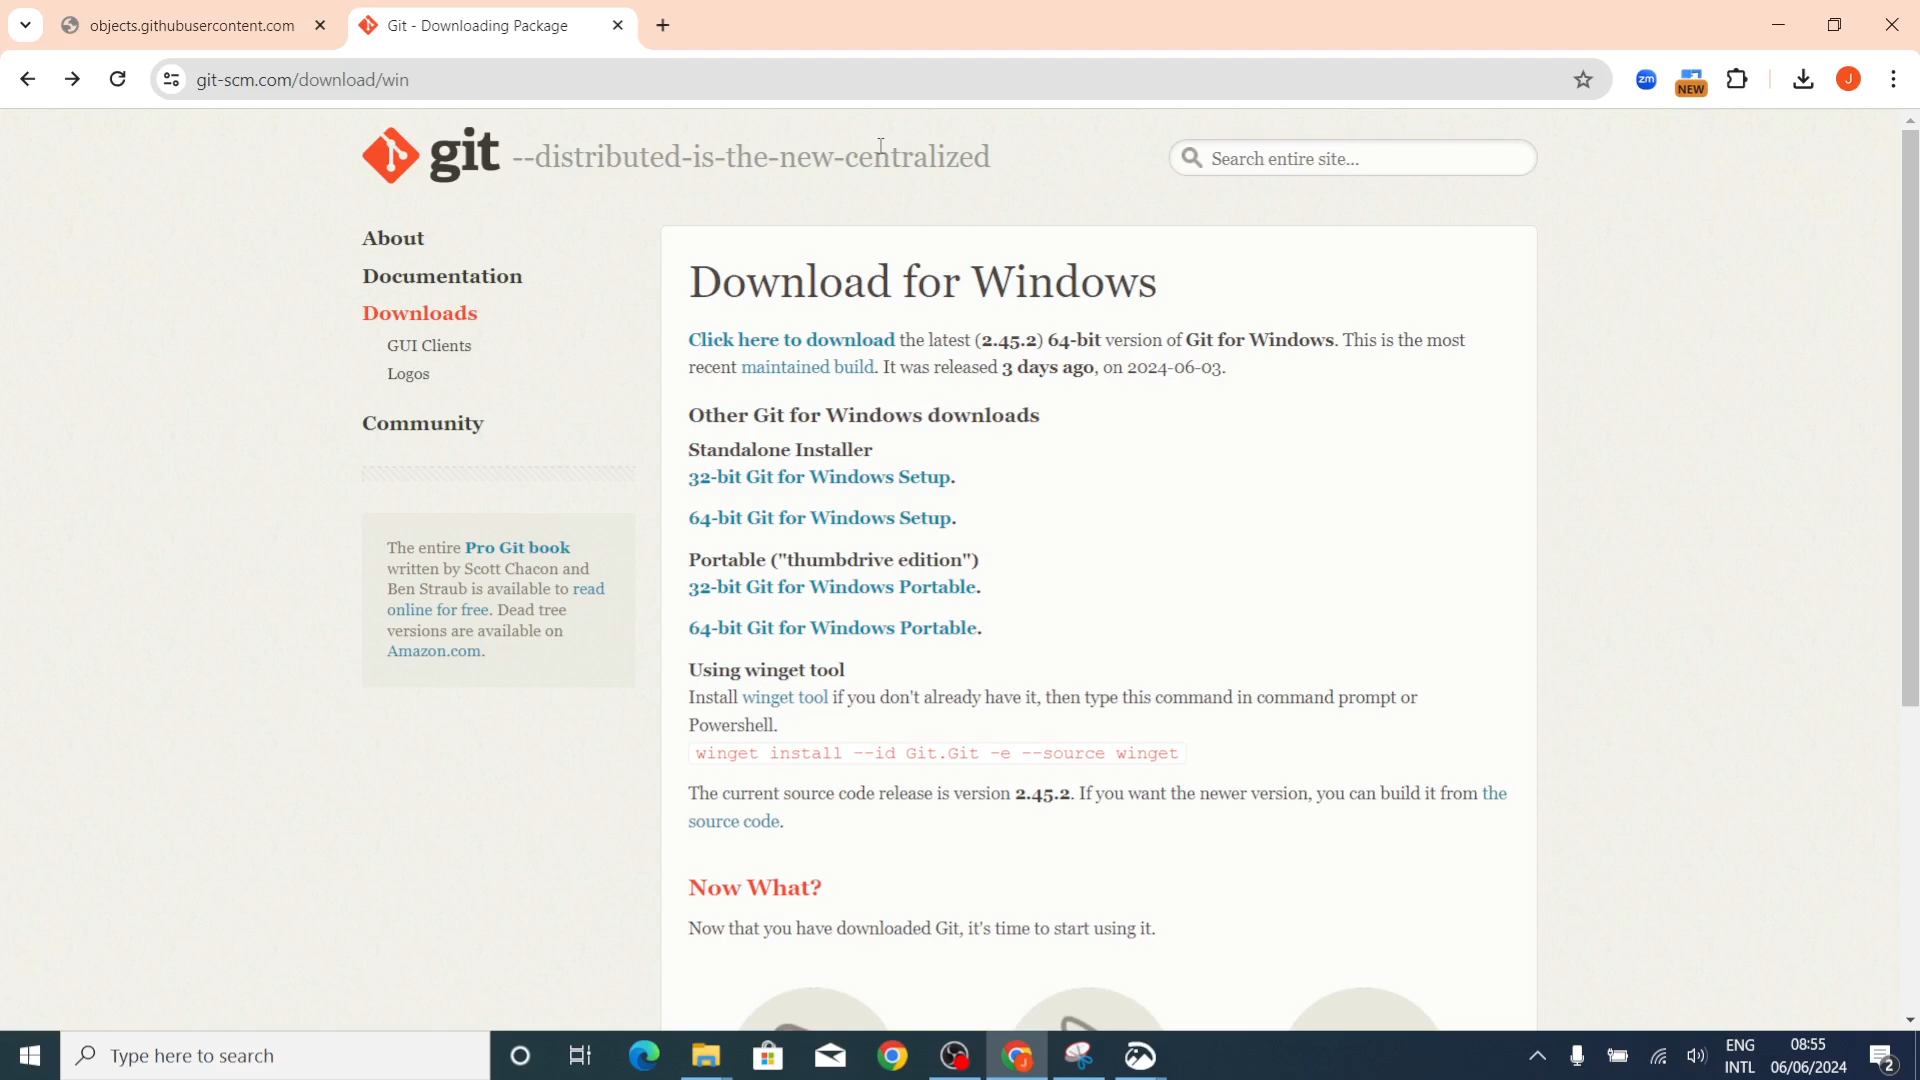 objects.githubusercontent.com
Git - Downloading Package
git-scm.com/download/win
zm
NEW
J
git --distributed-is-the-new-centralized
Search entire site...
About
Documentation
Downloads
GUI Clients
Logos
Community
The entire Pro Git book
written by Scott Chacon and
Ben Straub is available to read
online for free. Dead tree
versions are available on
Amazon.com.
Download for Windows
Click here to download the latest (2.45.2) 64-bit version of Git for Windows. This is the most
recent maintained build. It was released 3 days ago, on 2024-06-03.
Other Git for Windows downloads
Standalone Installer
32-bit Git for Windows Setup.
64-bit Git for Windows Setup.
Portable ("thumbdrive edition")
32-bit Git for Windows Portable.
64-bit Git for Windows Portable.
Using winget tool
Install winget tool if you don't already have it, then type this command in command prompt or
Powershell.
winget install --id Git.Git -e --source winget
The current source code release is version 2.45.2. If you want the newer version, you can build it from the
source code.
Now What?
Now that you have downloaded Git, it's time to start using it.
Type here to search
J
ENG
INTL
08:55
06/06/2024
2